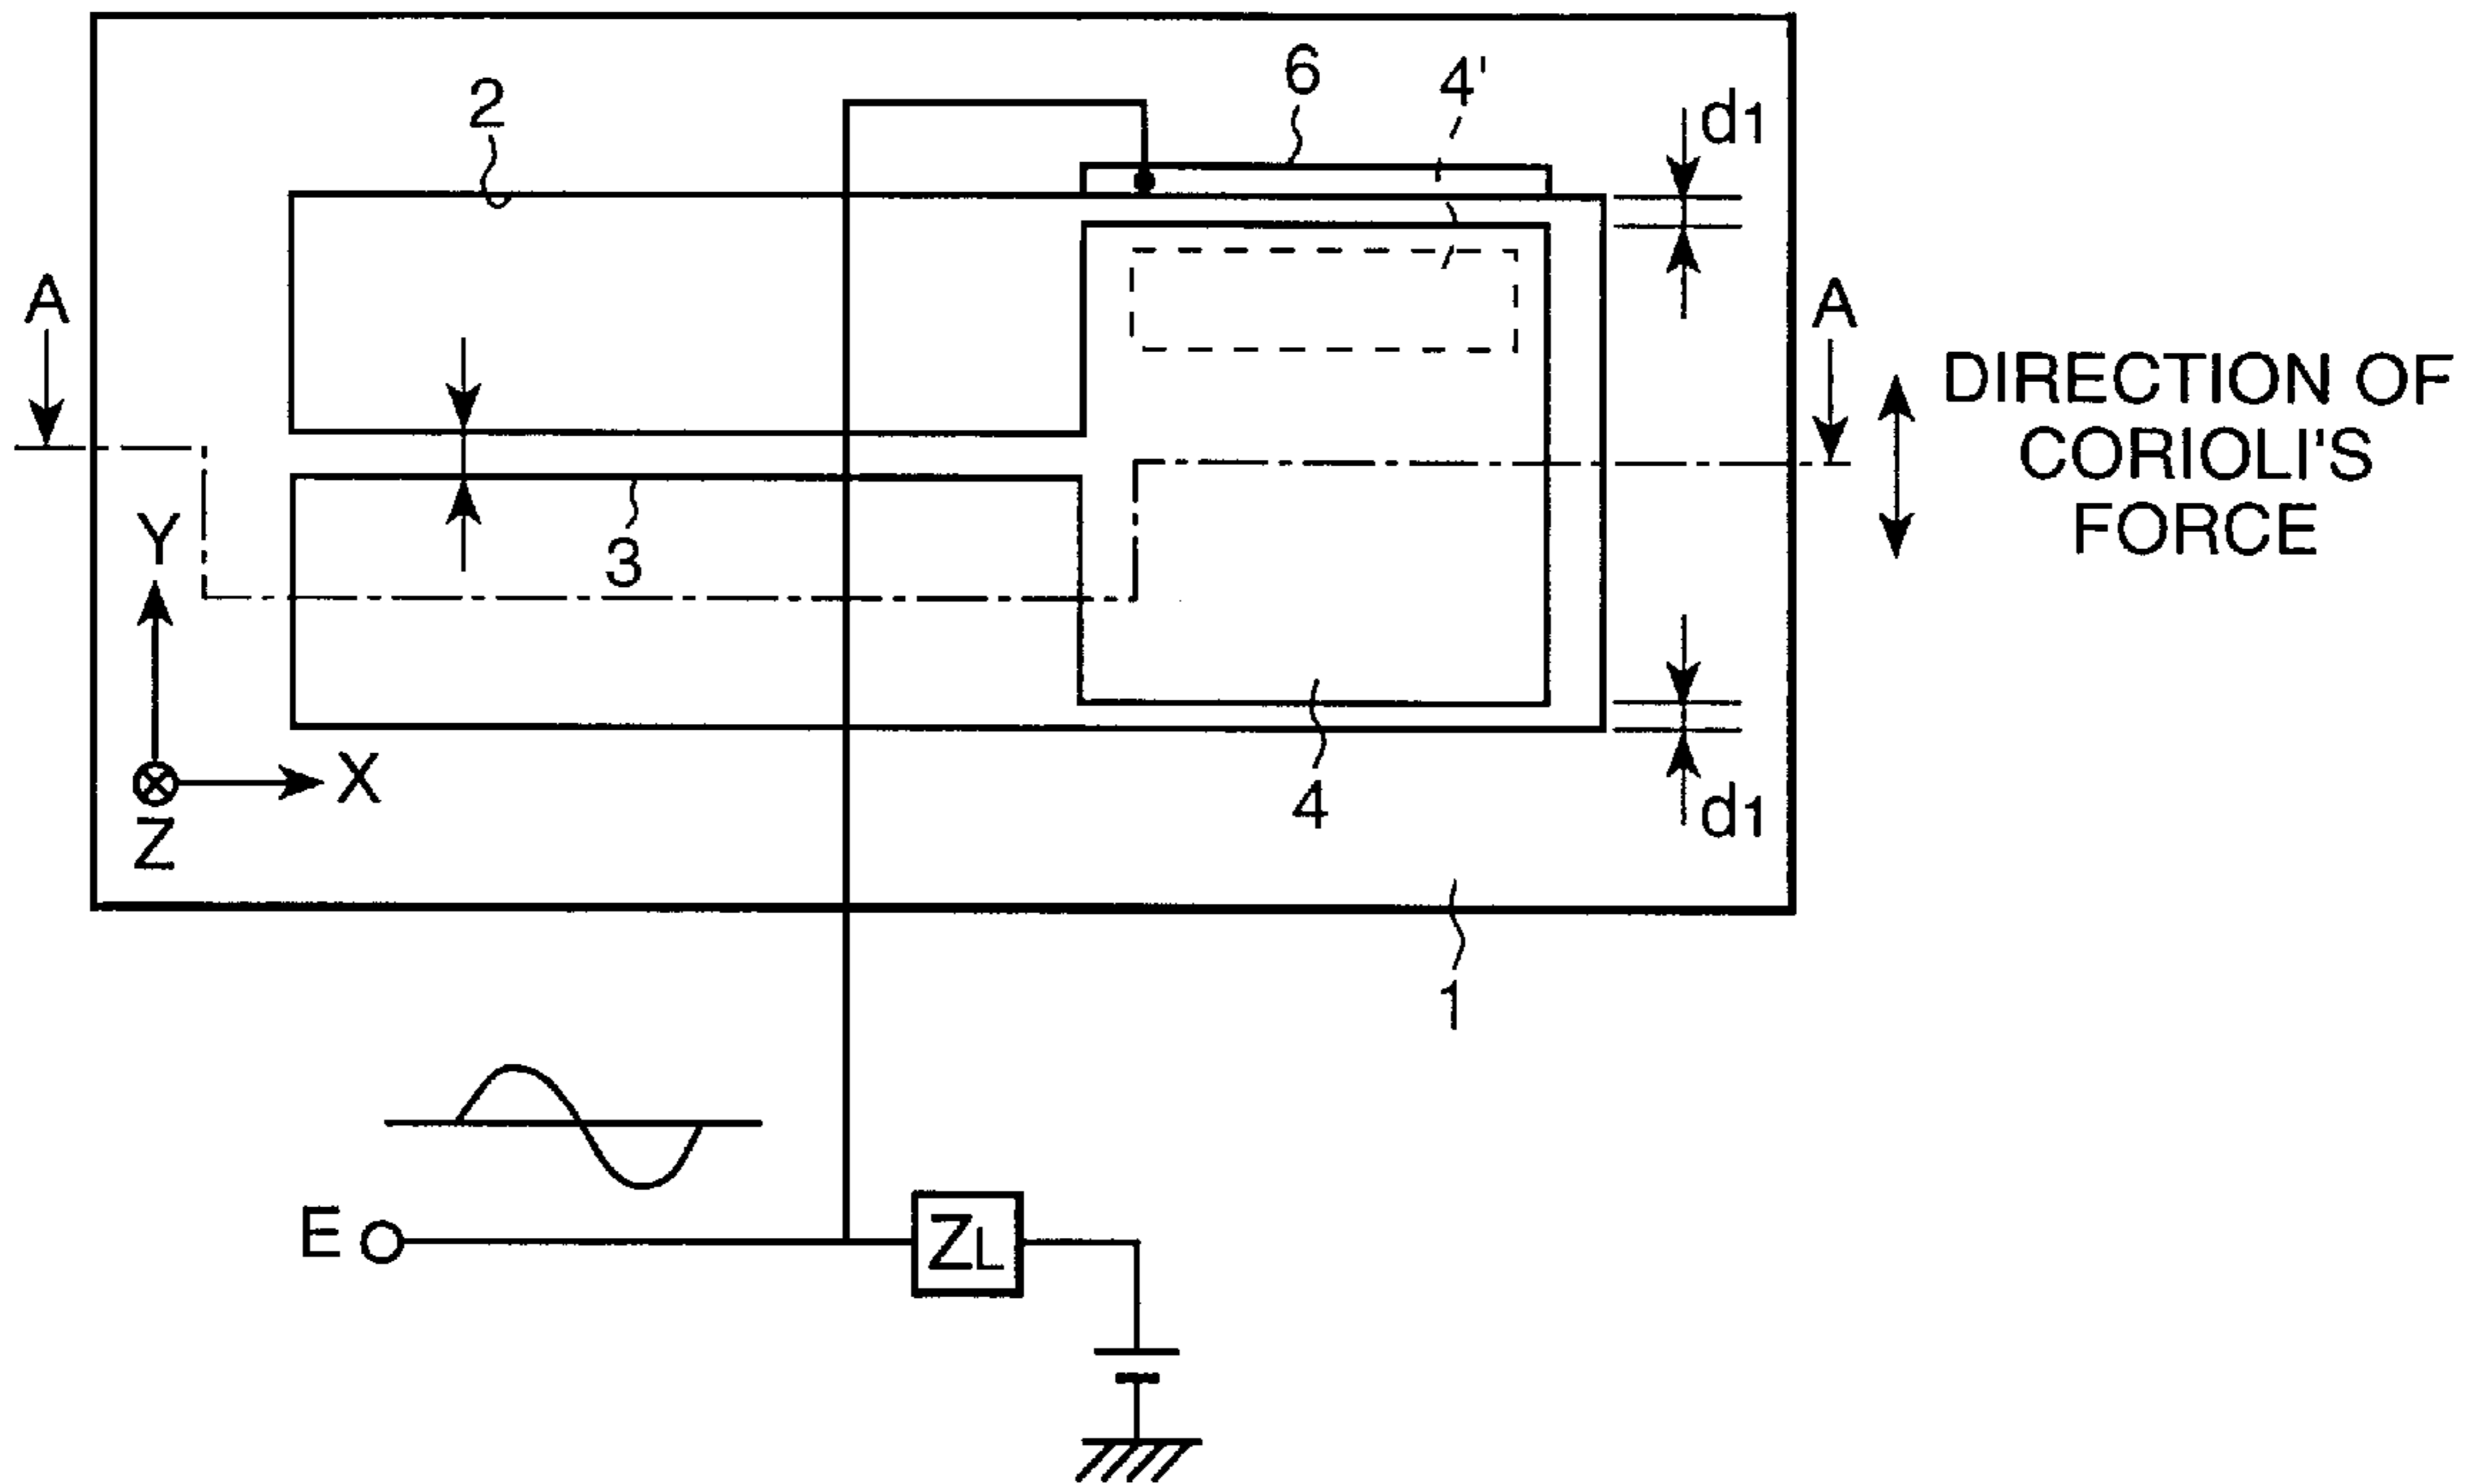 6
4'
2
d1
A
A
DIRECTION OF
CORIOLI'S
FORCE
Y
3
X
4
d1
Z
1
E
ZL